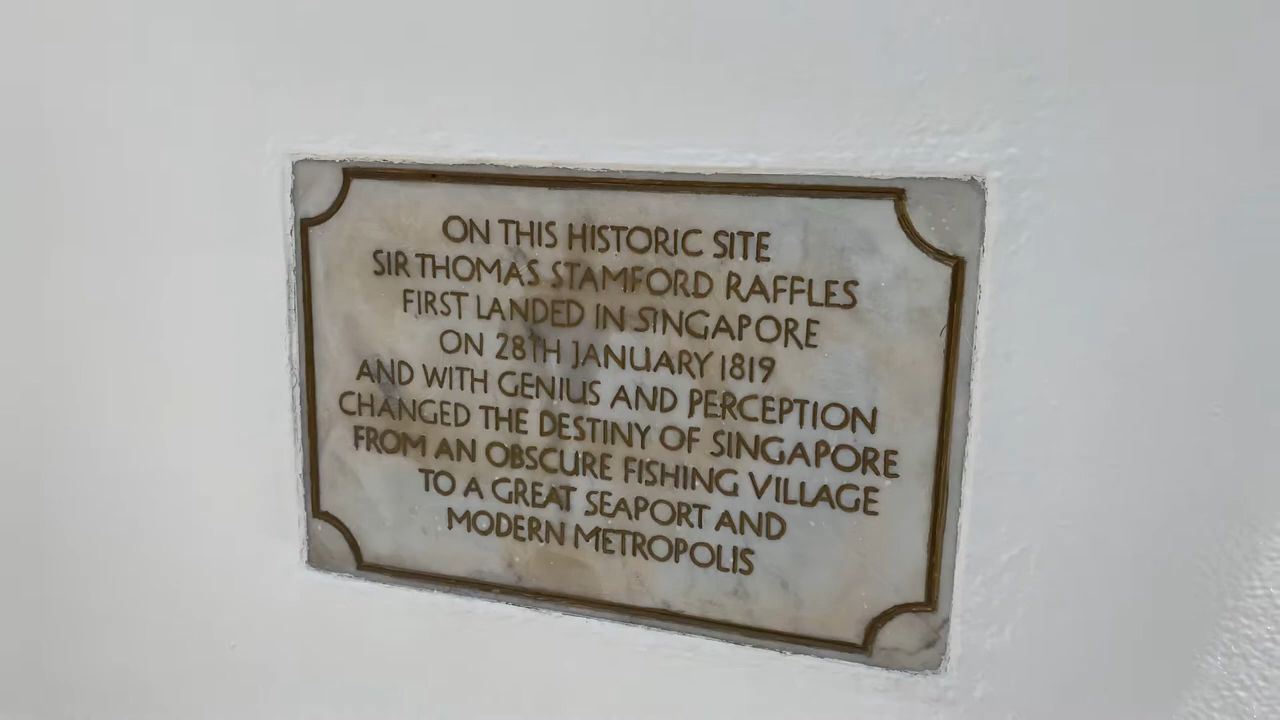 ON THIS HISTORIC SITE
SIR THOMAS STAMFORD RAFFLES
FIRST LANDED IN SINGAPORE
ON 28TH JANUARY 1819
AND WITH GENIUS AND PERCEPTION
CHANGED THE DESTINY OF SINGAPORE
FROM AN OBSCURE FISHING VILLAGE
TO A GREAT SEAPORT AND
MODERN METROPOLIS